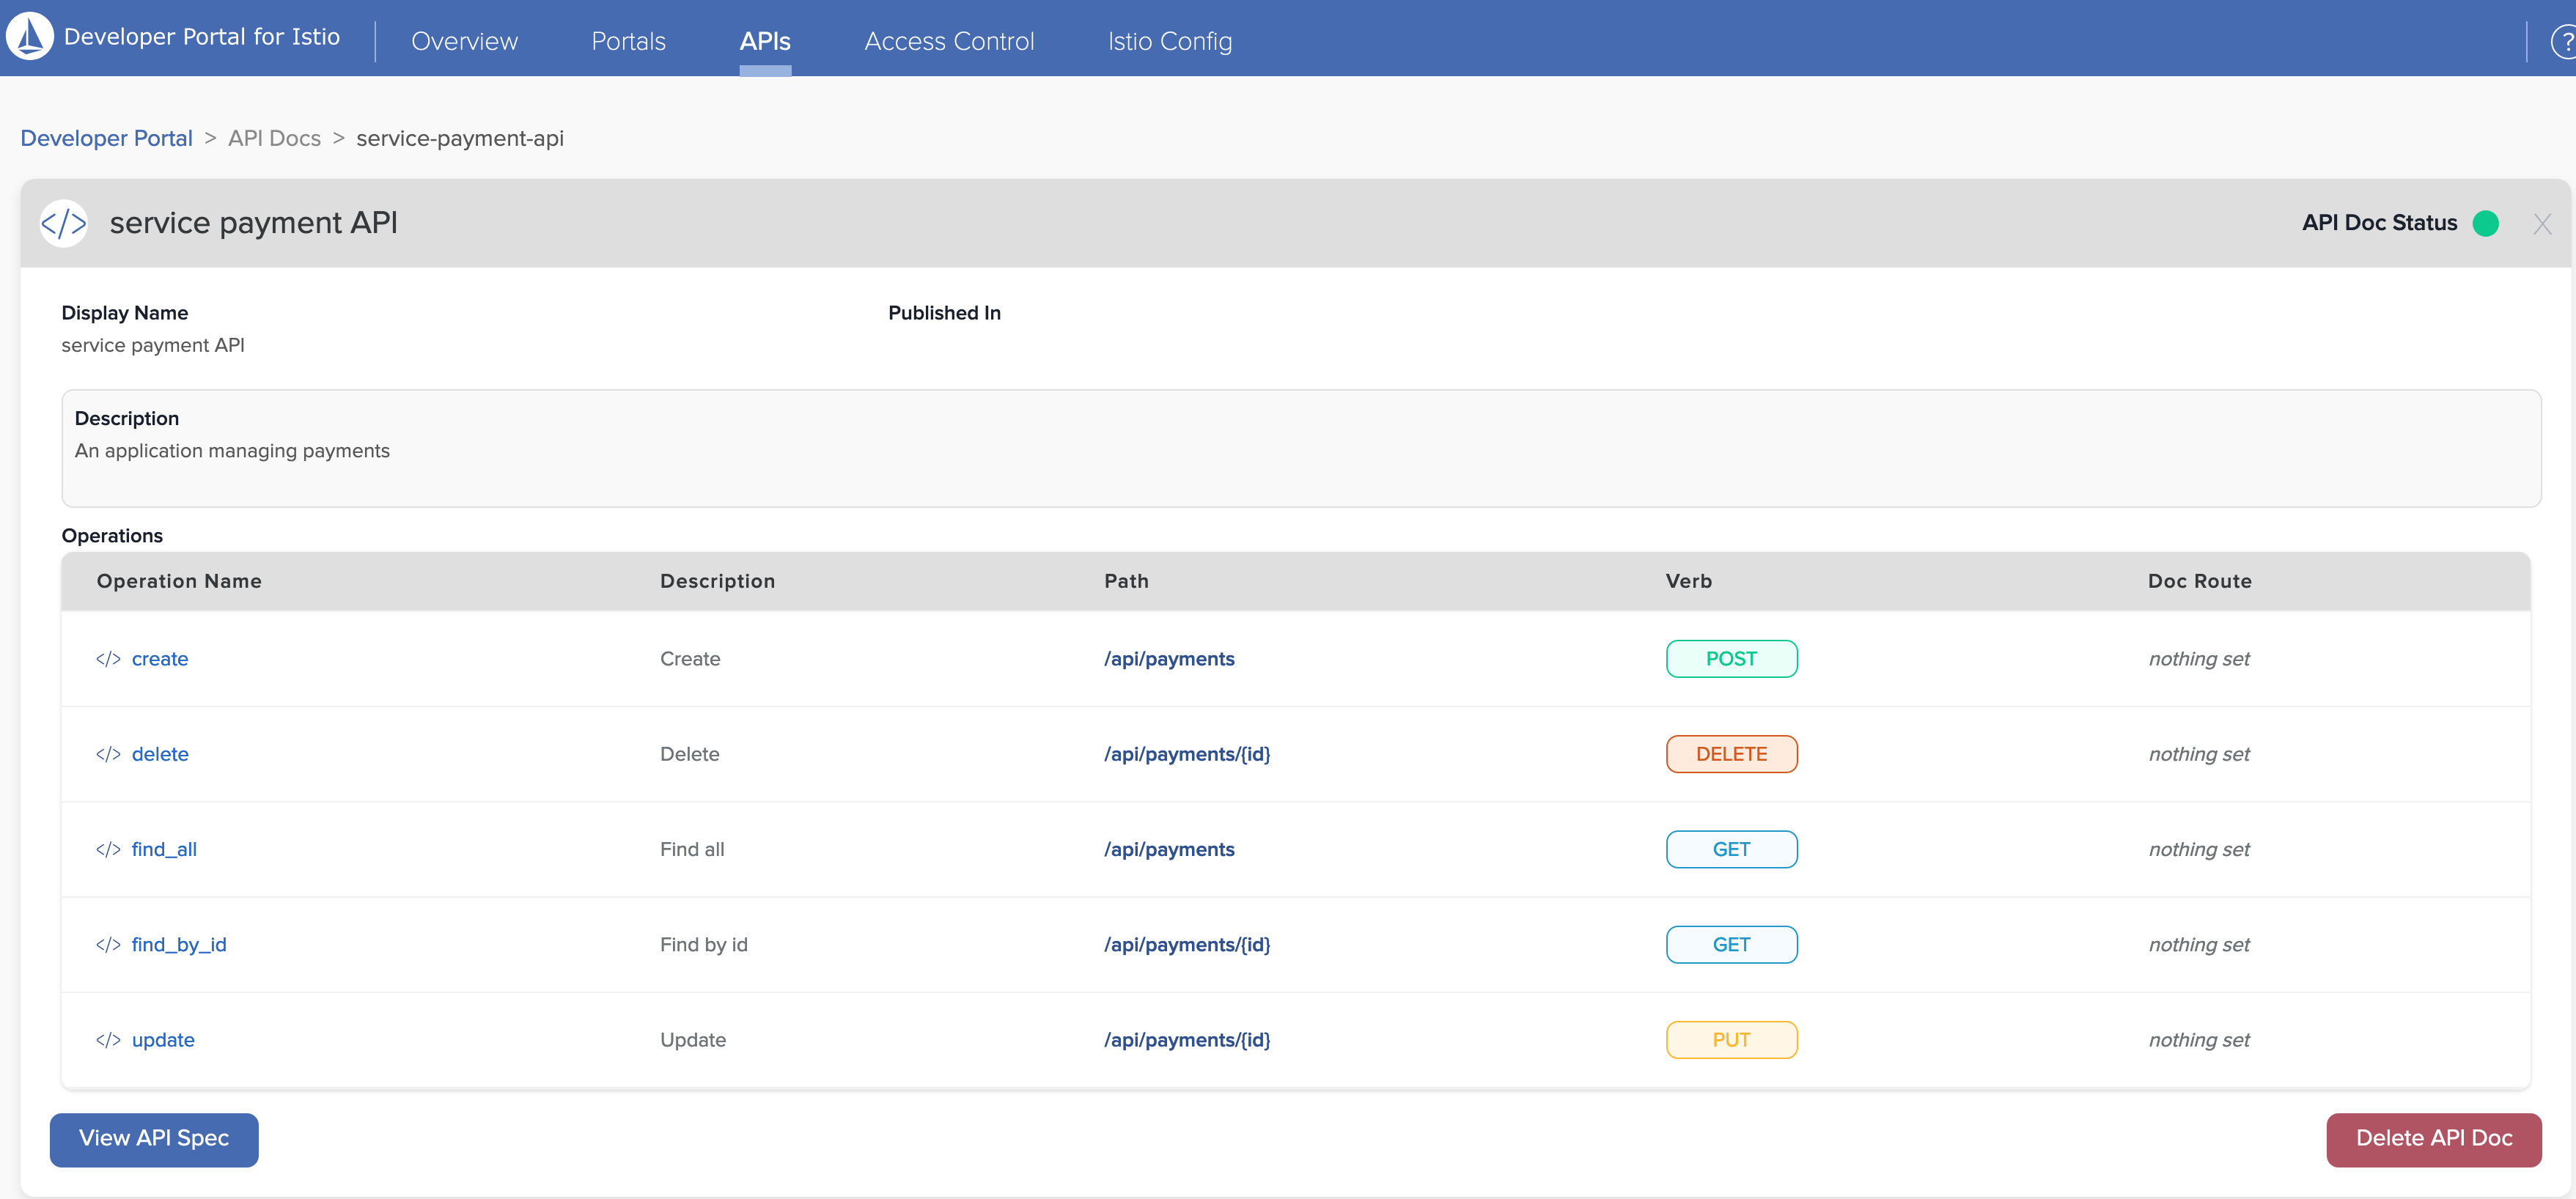 Developer Portal for Istio Overview Portals APIs Access Control Istio Config ?
Developer Portal > API Docs > service-payment-api
</> service payment API API Doc Status X
Display Name Published In
service payment API
Description
An application managing payments
Operations
Operation Name Description Path Verb Doc Route
</> create Create /api/payments POST nothing set
</> delete Delete /api/payments/{id} DELETE nothing set
</> find_all Find all /api/payments GET nothing set
</> find_by_id Find by id /api/payments/{id} GET nothing set
</> update Update /api/payments/{id} PUT nothing set
View API Spec Delete API Doc